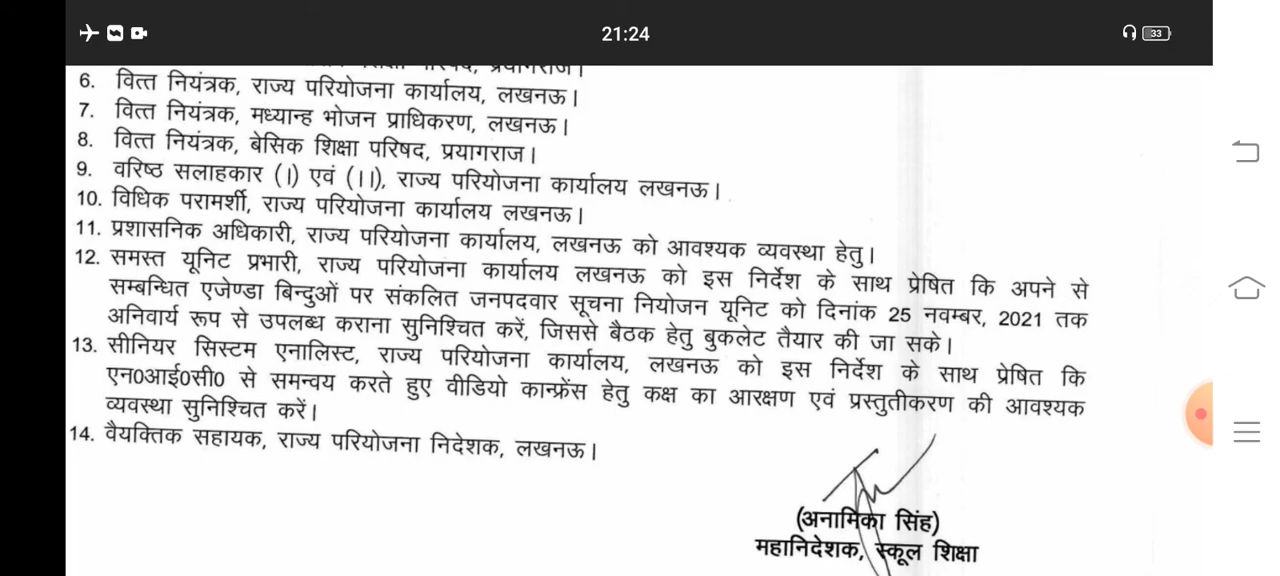 21:24
33
शिक्षा परिषद, प्रयागराज।
6. वित्त नियंत्रक, राज्य परियोजना कार्यालय, लखनऊ।
7. वित्त नियंत्रक, मध्यान्ह भोजन प्राधिकरण, लखनऊ।
8. वित्त नियंत्रक, बेसिक शिक्षा परिषद, प्रयागराज।
9. वरिष्ठ सलाहकार (।) एवं (।।), राज्य परियोजना कार्यालय लखनऊ।
10. विधिक परामर्शी, राज्य परियोजना कार्यालय लखनऊ।
11. प्रशासनिक अधिकारी, राज्य परियोजना कार्यालय, लखनऊ को आवश्यक व्यवस्था हेतु।
12. समस्त यूनिट प्रभारी, राज्य परियोजना कार्यालय लखनऊ को इस निर्देश के साथ प्रेषित कि अपने से
सम्बन्धित एजेण्डा बिन्दुओं पर संकलित जनपदवार सूचना नियोजन यूनिट को दिनांक 25 नवम्बर, 2021 तक
अनिवार्य रूप से उपलब्ध कराना सुनिश्चित करें, जिससे बैठक हेतु बुकलेट तैयार की जा सके।
13. सीनियर सिस्टम एनालिस्ट, राज्य परियोजना कार्यालय, लखनऊ को इस निर्देश के साथ प्रेषित कि
एन0आई0सी0 से समन्वय करते हुए वीडियो कान्फ्रेंस हेतु कक्ष का आरक्षण एवं प्रस्तुतीकरण की आवश्यक
व्यवस्था सुनिश्चित करें।
14. वैयक्तिक सहायक, राज्य परियोजना निदेशक, लखनऊ।
(अनामिका सिंह)
महानिदेशक, स्कूल शिक्षा